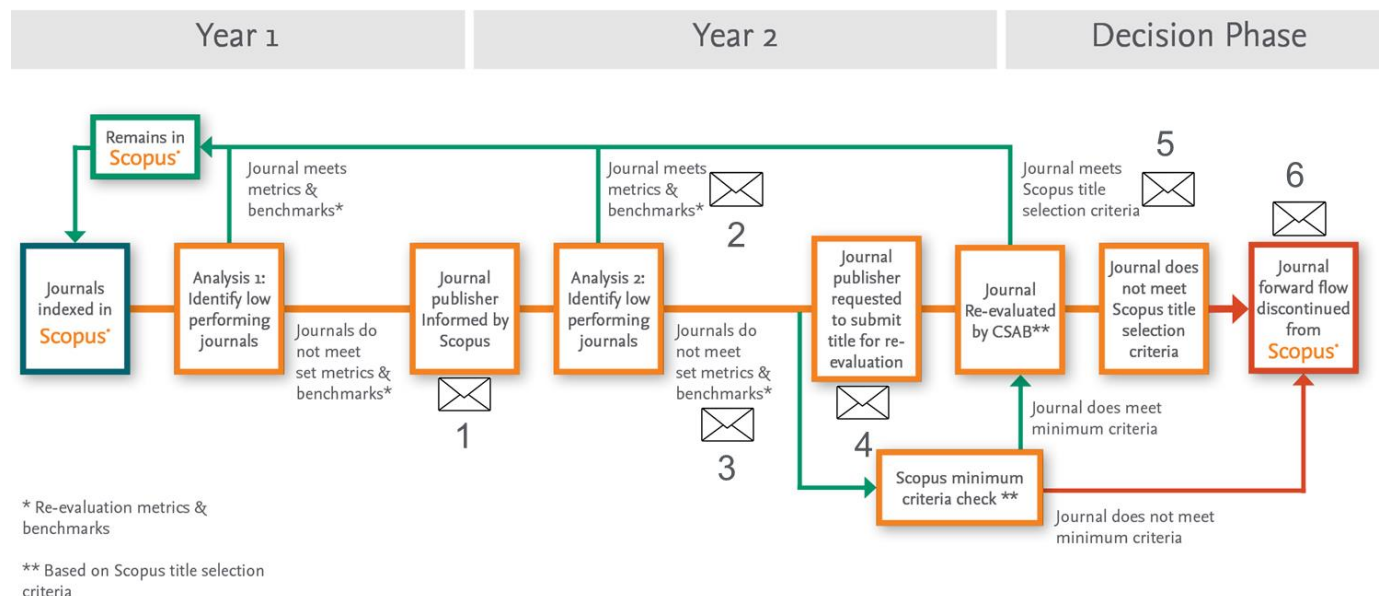 Year 1
Year 2
Decision Phase
Remains in
Scopus*
Journal meets
metrics &
benchmarks*
Journal meets
metrics &
benchmarks*
2
Journal meets
Scopus title
selection criteria
5
6
Journals
indexed in
Scopus*
Analysis 1:
Identify low
performing
journals
Journals do
not meet
set metrics &
benchmarks*
Journal
publisher
Informed by
Scopus
1
Analysis 2:
Identify low
performing
journals
Journals do
not meet
set metrics &
benchmarks*
3
Journal
publisher
requested
to submit
title for re-
evaluation
4
Journal
Re-evaluated
by CSAB**
Journal does
not meet
Scopus title
selection
criteria
Journal
forward flow
discontinued
from
Scopus*
Journal does meet
minimum criteria
Scopus minimum
criteria check **
Journal does not meet
minimum criteria
* Re-evaluation metrics &
benchmarks
** Based on Scopus title selection
criteria